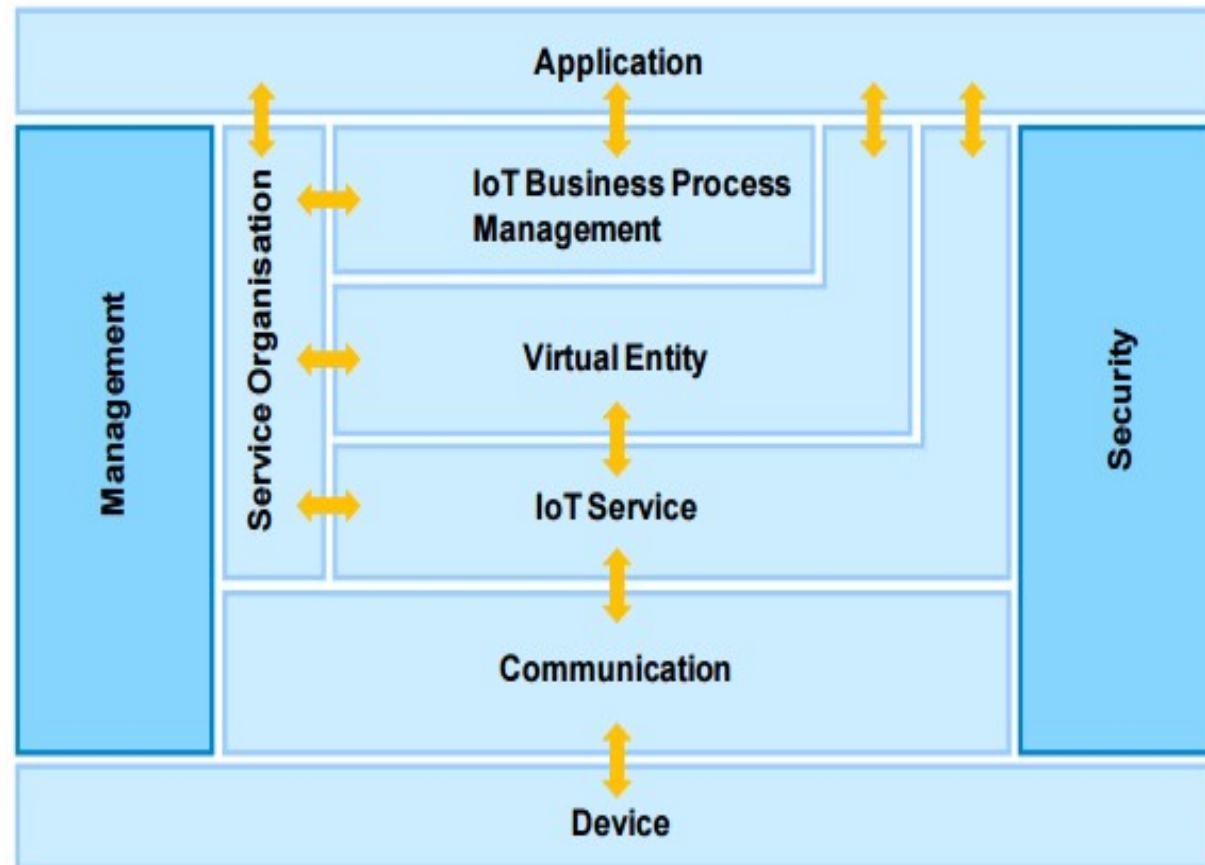 Application
Management
Service Organisation
IoT Business Process
Management
Virtual Entity
IoT Service
Security
Communication
Device